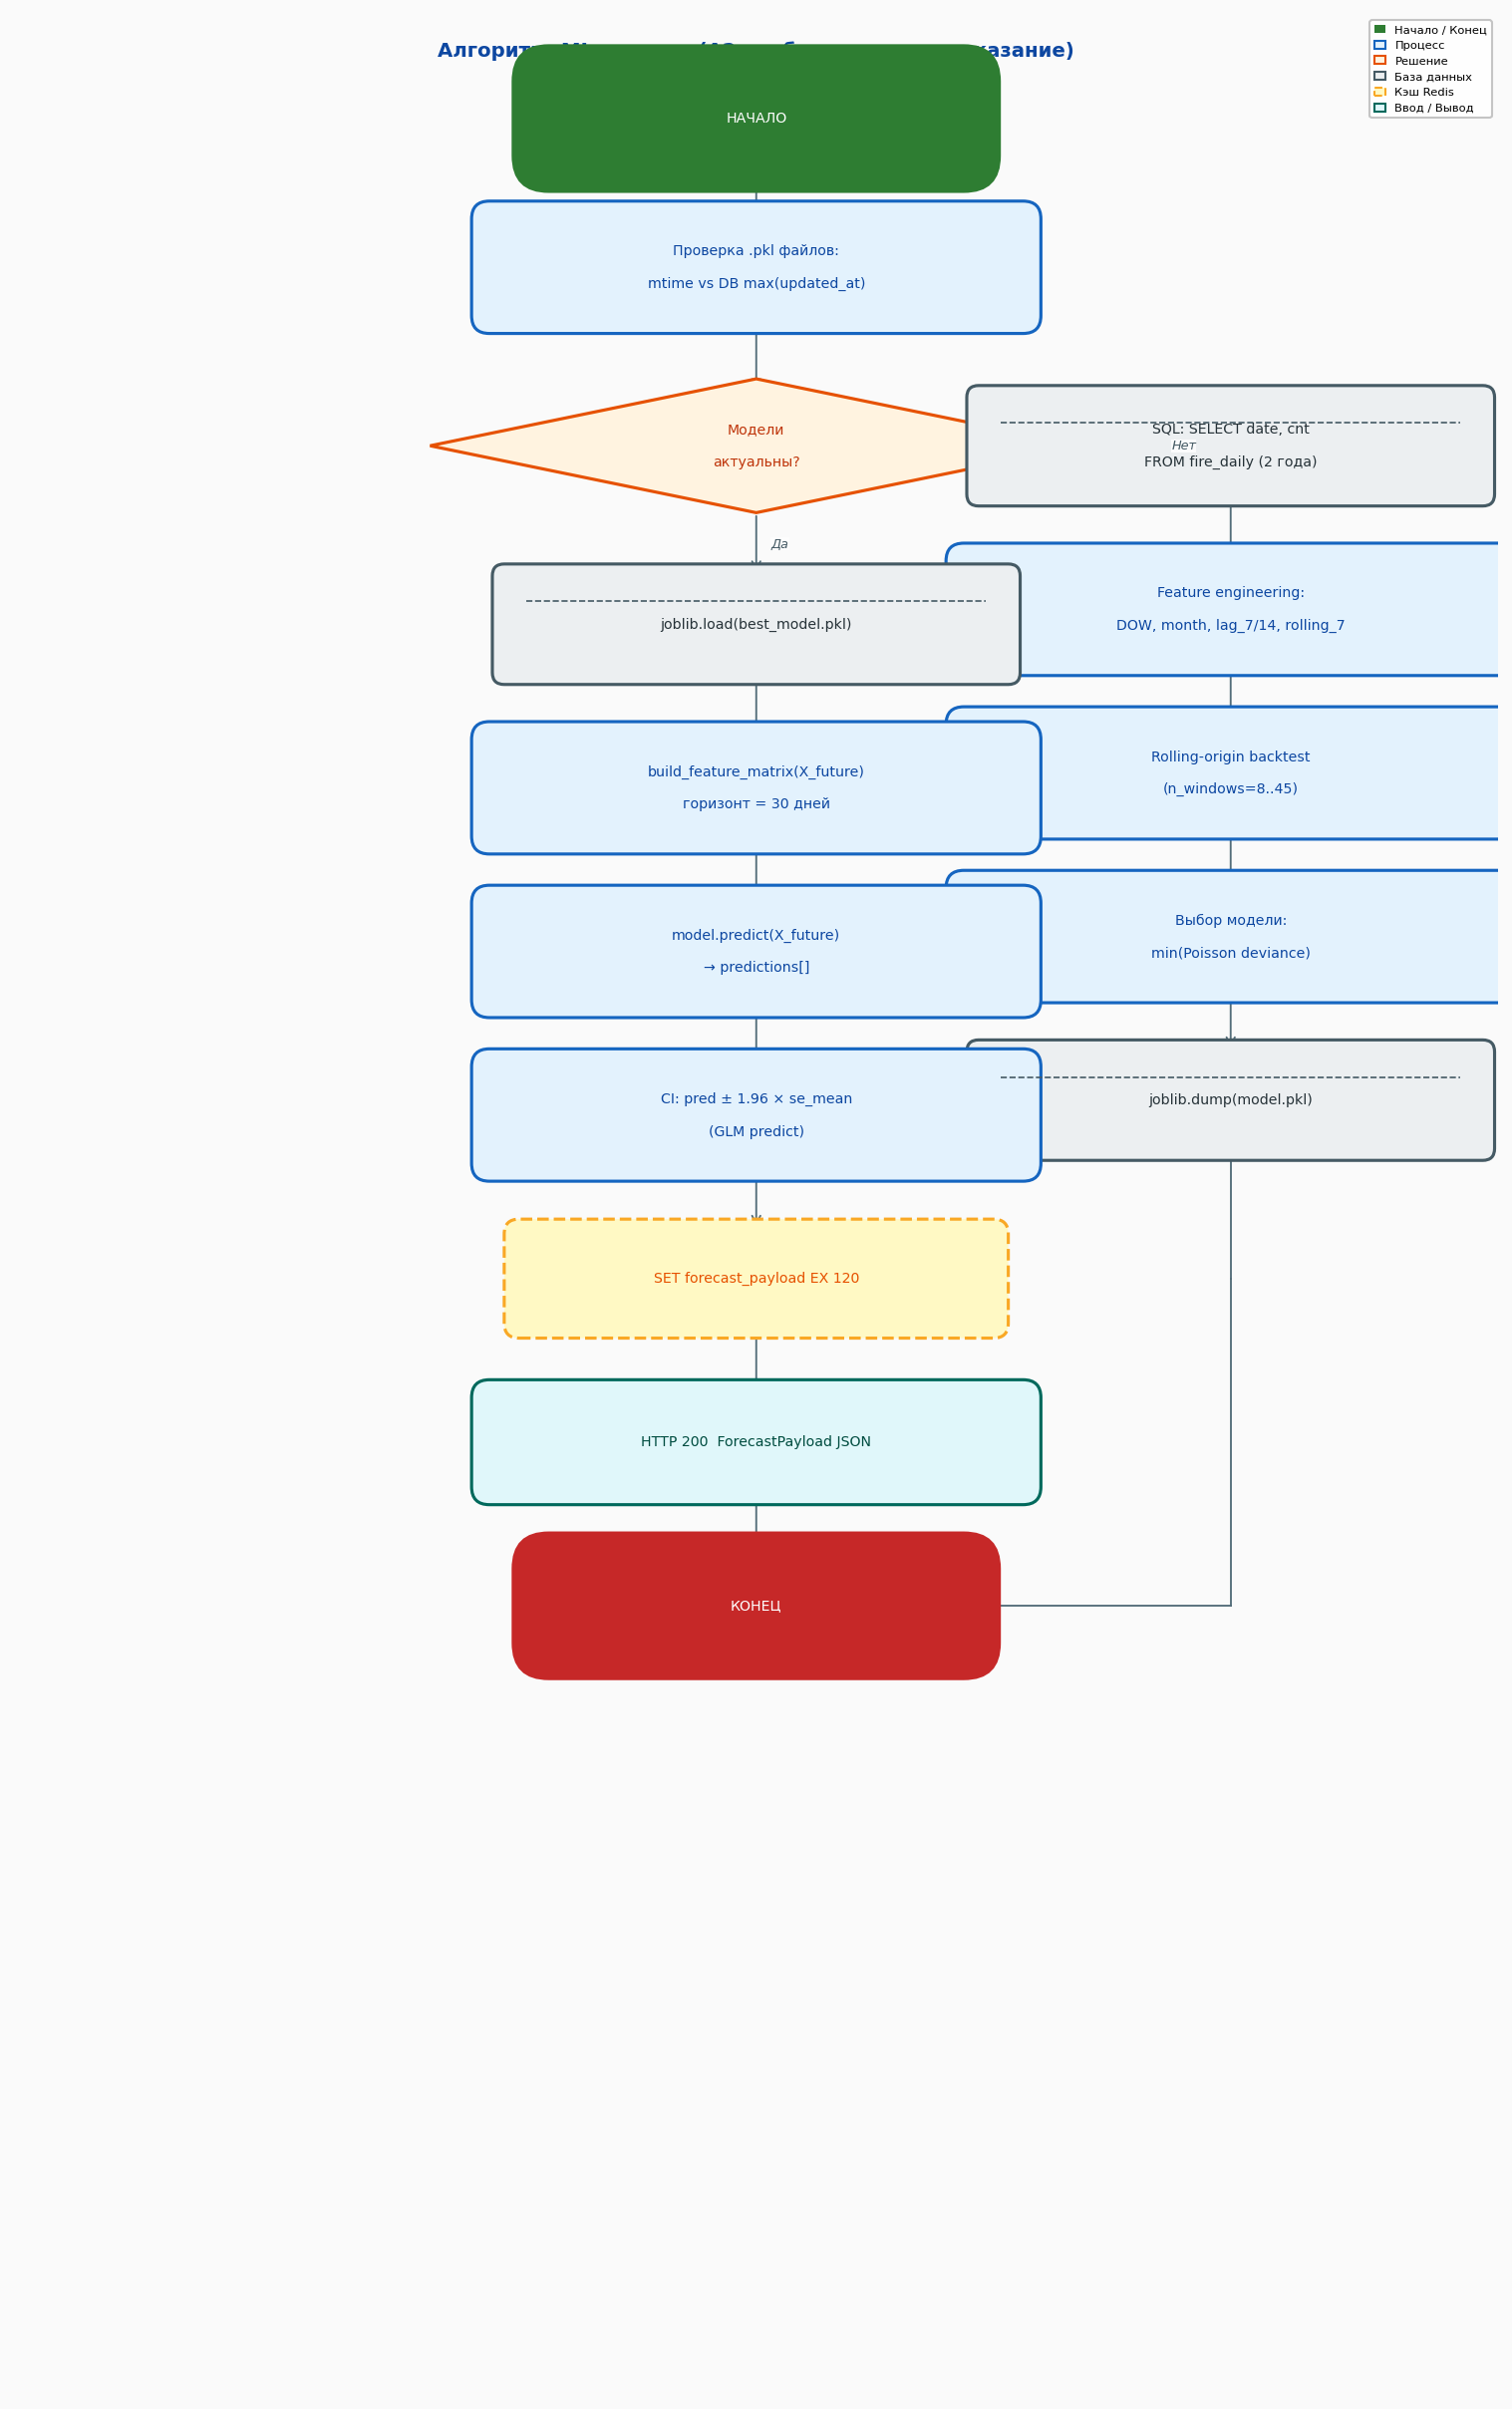 Алгоритм
Начало / Конец
Процесс
Решение
База данных
Кэш Redis
Ввод / Вывод
НАЧАЛО
Проверка .pkl файлов:
mtime vs DB max(updated_at)
Модели
актуальны?
Нет
SQL: SELECT date, cnt
FROM fire_daily (2 года)
Да
joblib.load(best_model.pkl)
Feature engineering:
DOW, month, lag_7/14, rolling_7
build_feature_matrix(X_future)
горизонт = 30 дней
Rolling-origin backtest
(n_windows=8..45)
model.predict(X_future)
→ predictions[]
Выбор модели:
min(Poisson deviance)
CI: pred ± 1.96 × se_mean
(GLM predict)
joblib.dump(model.pkl)
SET forecast_payload EX 120
HTTP 200  ForecastPayload JSON
КОНЕЦ